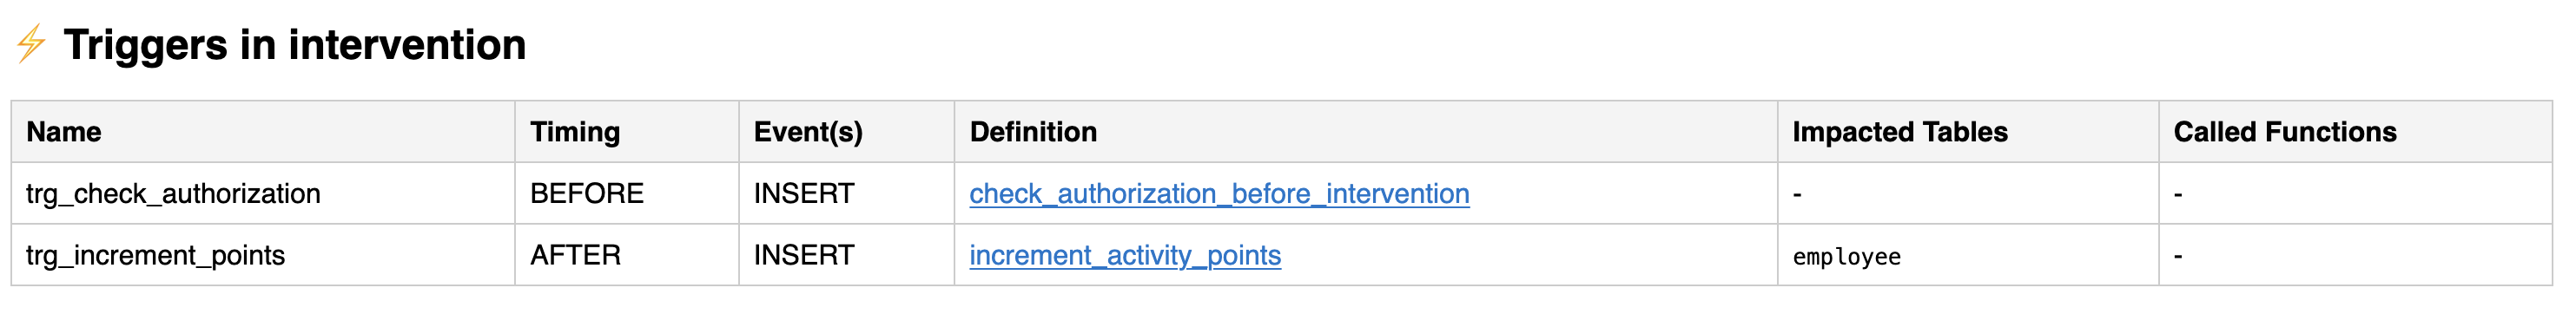 ⚡ Triggers in intervention
Name Timing Event(s) Definition Impacted Tables Called Functions
trg_check_authorization BEFORE INSERT check_authorization_before_intervention - -
trg_increment_points AFTER INSERT increment_activity_points employee -